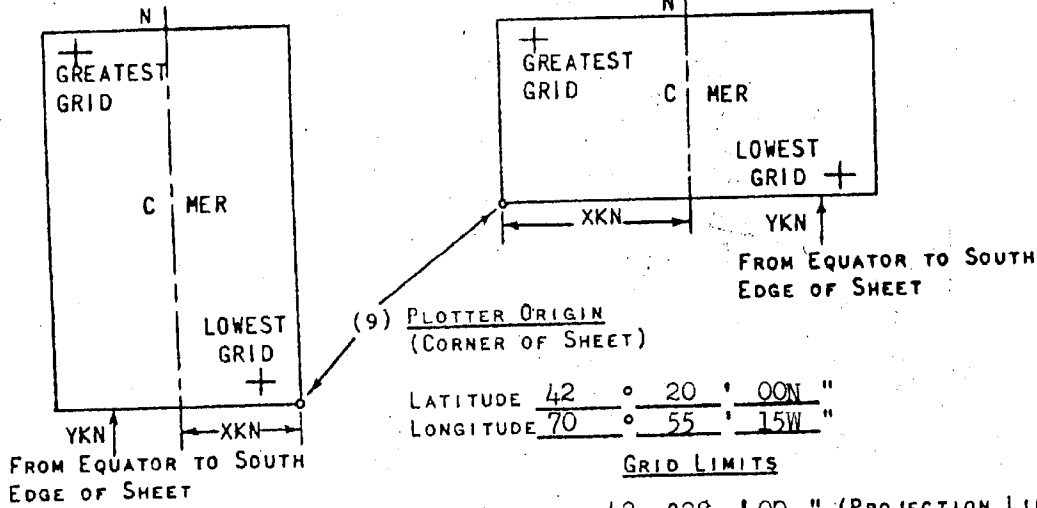 N
GREATEST
GRID
C MER
LOWEST
GRID
YKN
XKN
FROM EQUATOR TO SOUTH
EDGE OF SHEET
N
GREATEST
GRID
C MER
LOWEST
GRID
XKN
YKN
FROM EQUATOR TO SOUTH
EDGE OF SHEET
(9) PLOTTER ORIGIN
(CORNER OF SHEET)
LATITUDE 42 ° 20 ' 00N "
LONGITUDE 70 ° 55 ' 15W "
GRID LIMITS